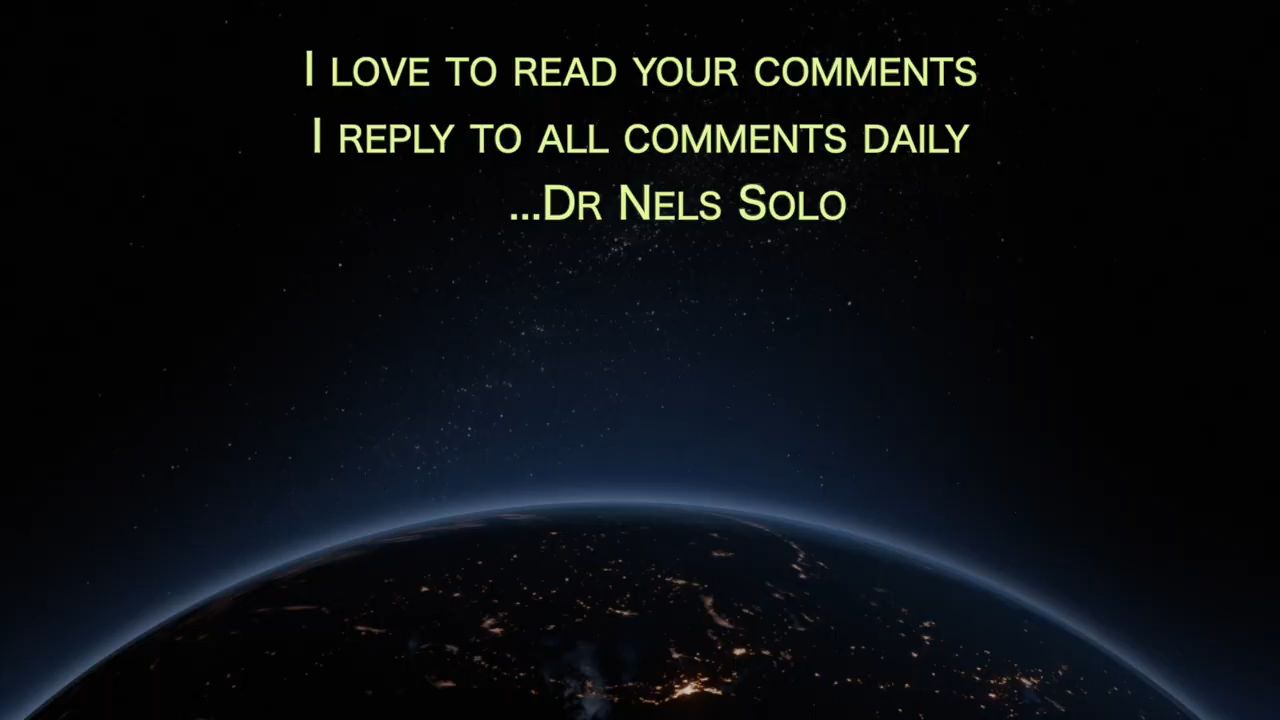 I LOVE TO READ YOUR COMMENTS
I REPLY TO ALL COMMENTS DAILY
...DR NELS SOLO